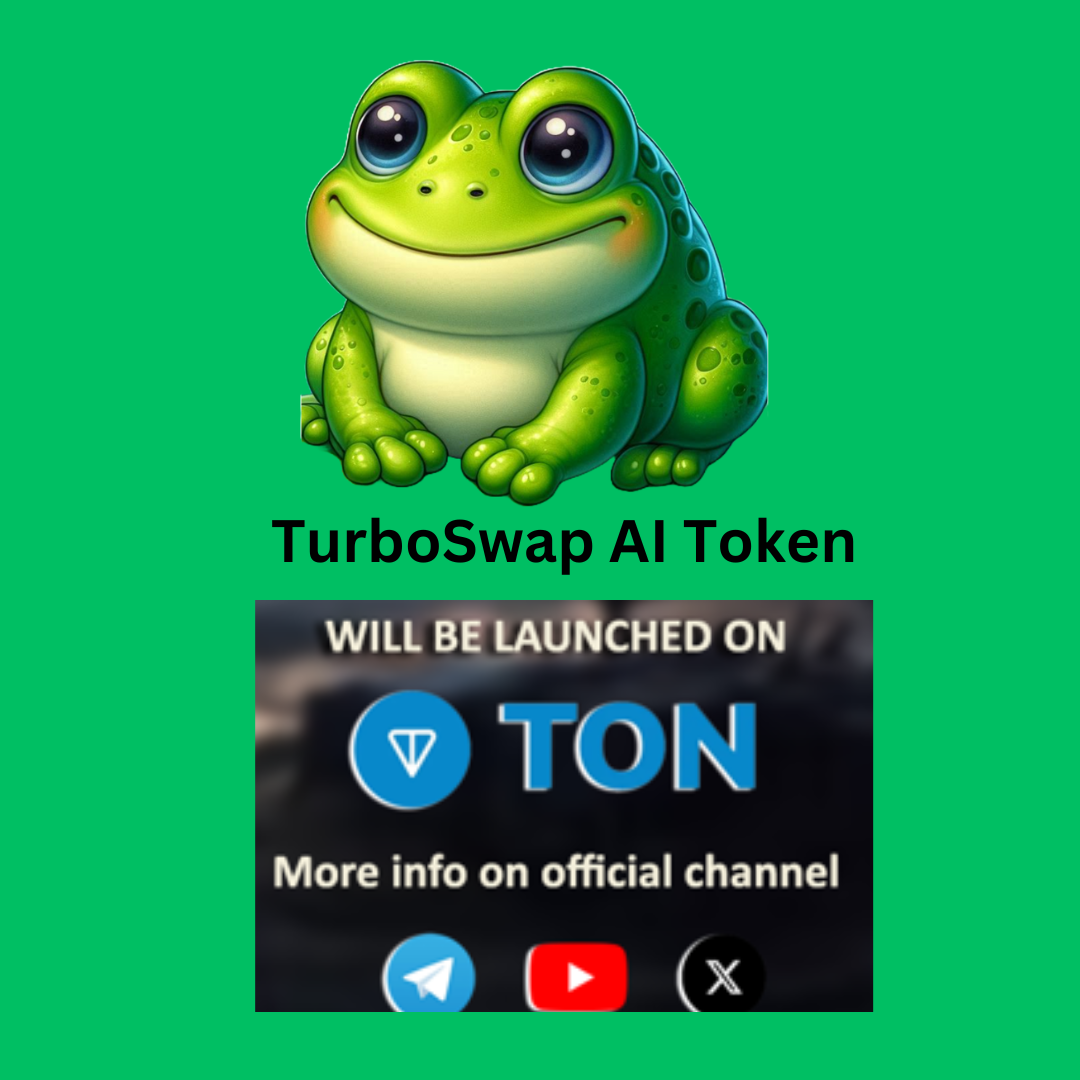 TurboSwap AI Token
WILL BE LAUNCHED ON
TON
More info on official channel
X